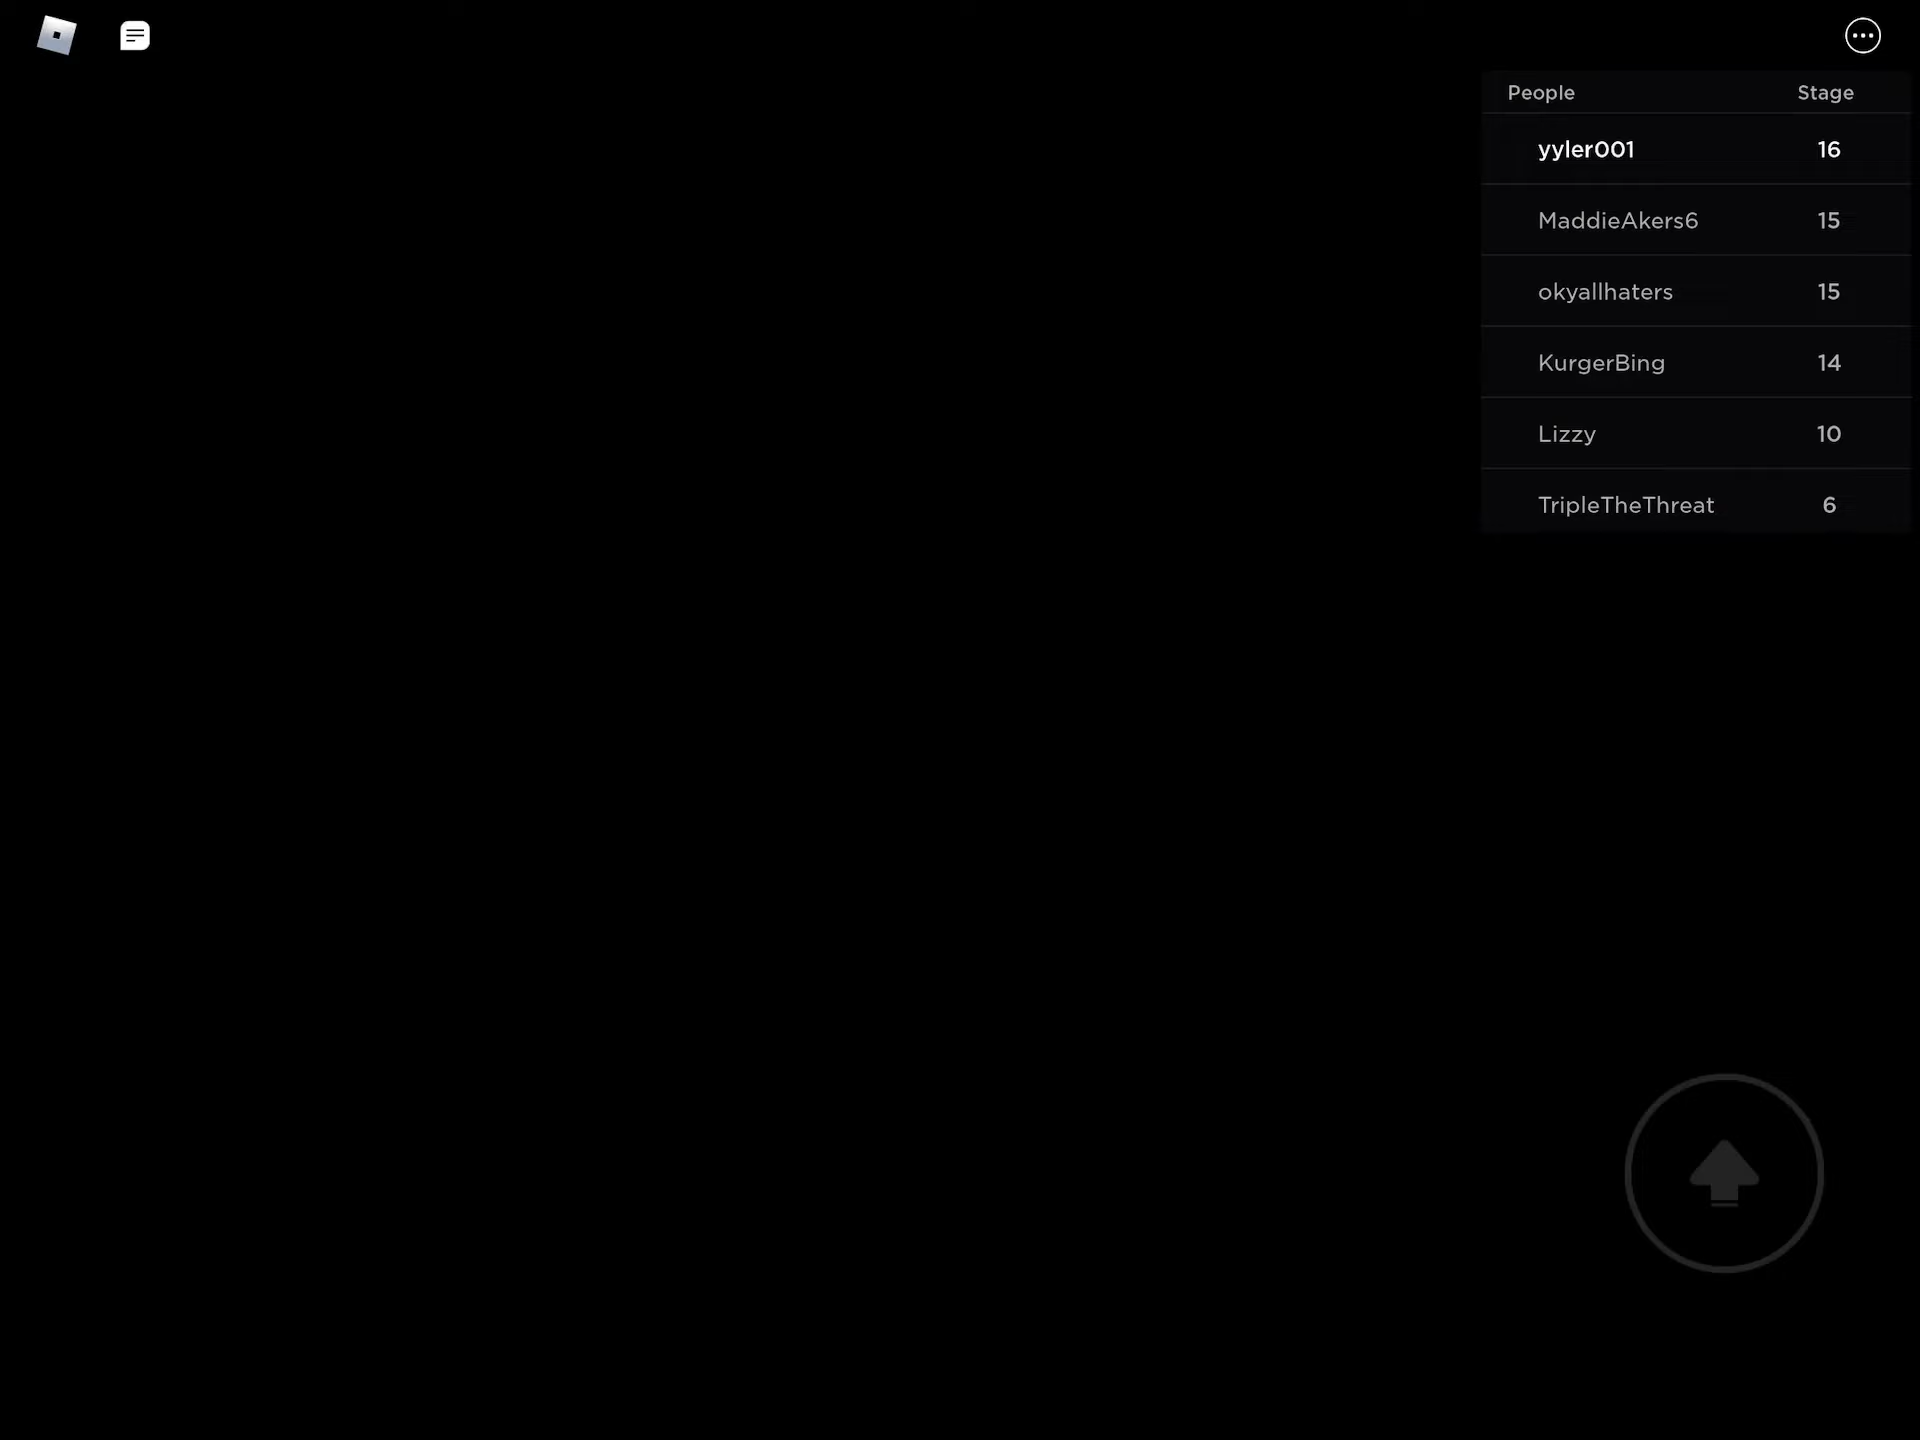 People Stage
yyler001 16
MaddieAkers6 15
okyallhaters 15
KurgerBing 14
Lizzy 10
TripleTheThreat 6